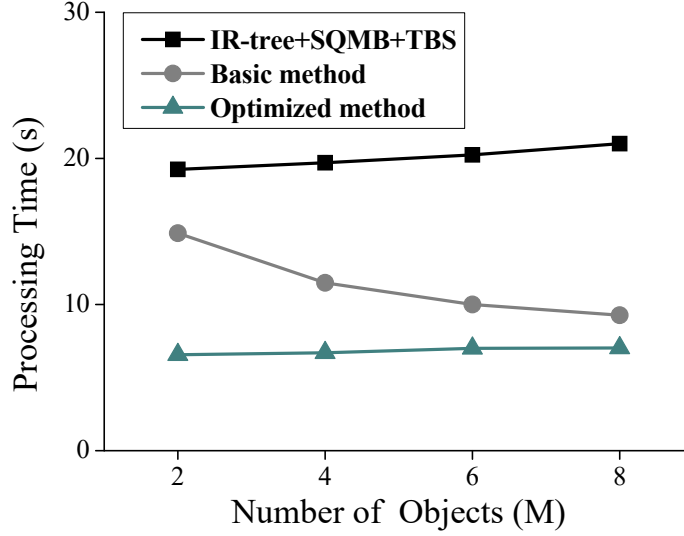 30
20
10
0
Processing Time (s)
IR-tree+SQMB+TBS
Basic method
Optimized method
2 4 6 8
Number of Objects (M)